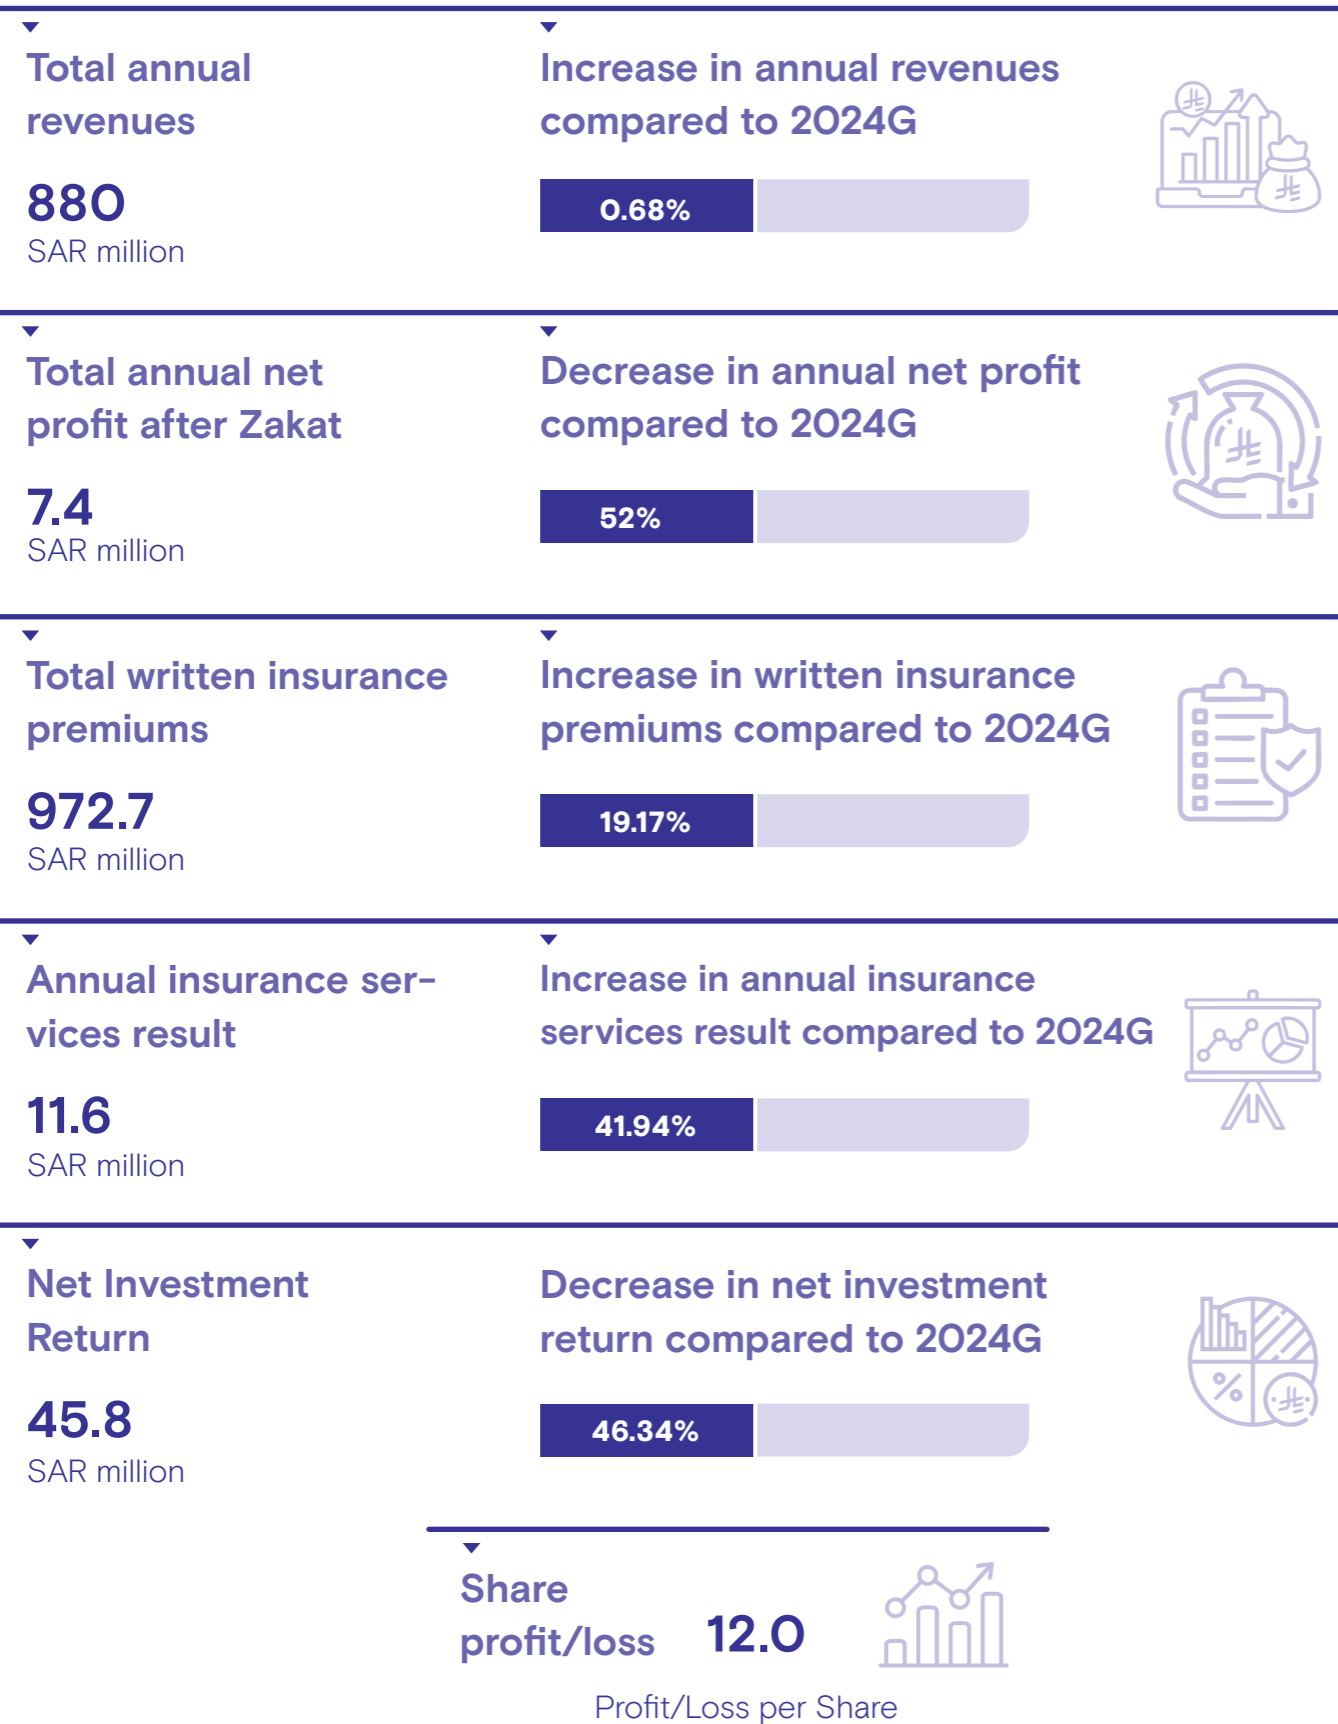 Total annual
revenues
880
SAR million
Increase in annual revenues
compared to 2024G
0.68%
Total annual net
profit after Zakat
7.4
SAR million
Decrease in annual net profit
compared to 2024G
52%
Total written insurance
premiums
972.7
SAR million
Increase in written insurance
premiums compared to 2024G
19.17%
Annual insurance ser-
vices result
11.6
SAR million
Increase in annual insurance
services result compared to 2024G
41.94%
Net Investment
Return
45.8
SAR million
Decrease in net investment
return compared to 2024G
46.34%
Share
profit/loss
12.0
Profit/Loss per Share